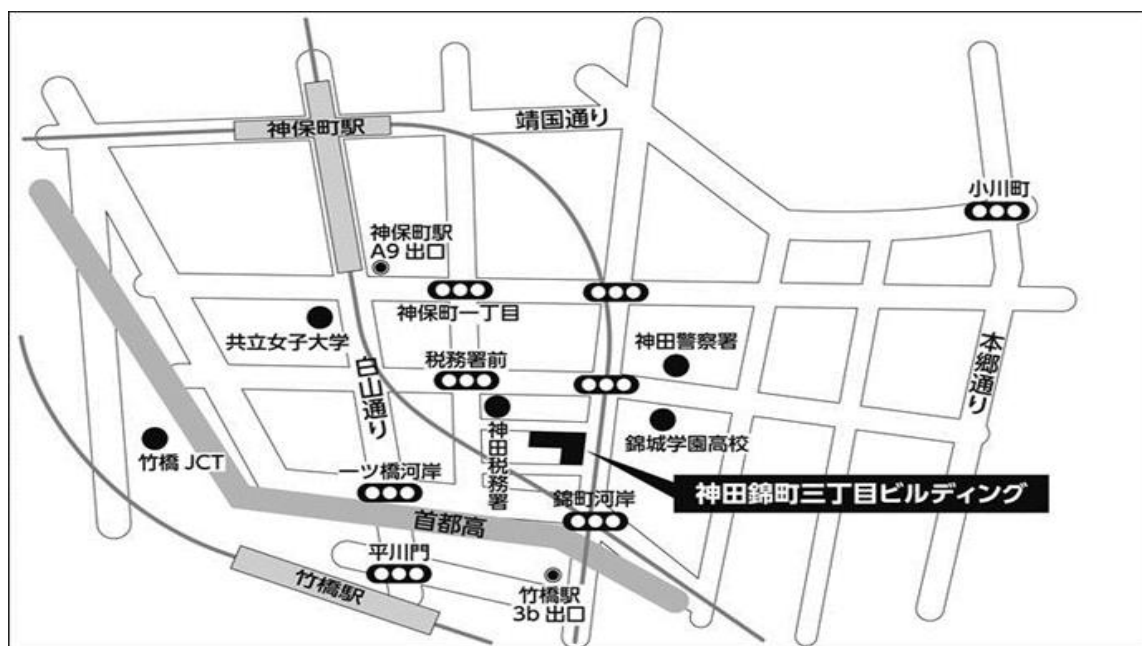 神保町駅
靖国通り
小川町
神保町駅
A9 出口
神保町一丁目
共立女子大学
税務署前
神田警察署
白山通り
本郷通り
竹橋 JCT
神田税務署
錦城学園高校
一ツ橋河岸
錦町河岸
神田錦町三丁目ビルディング
首都高
平川門
竹橋駅
竹橋駅
3b 出口